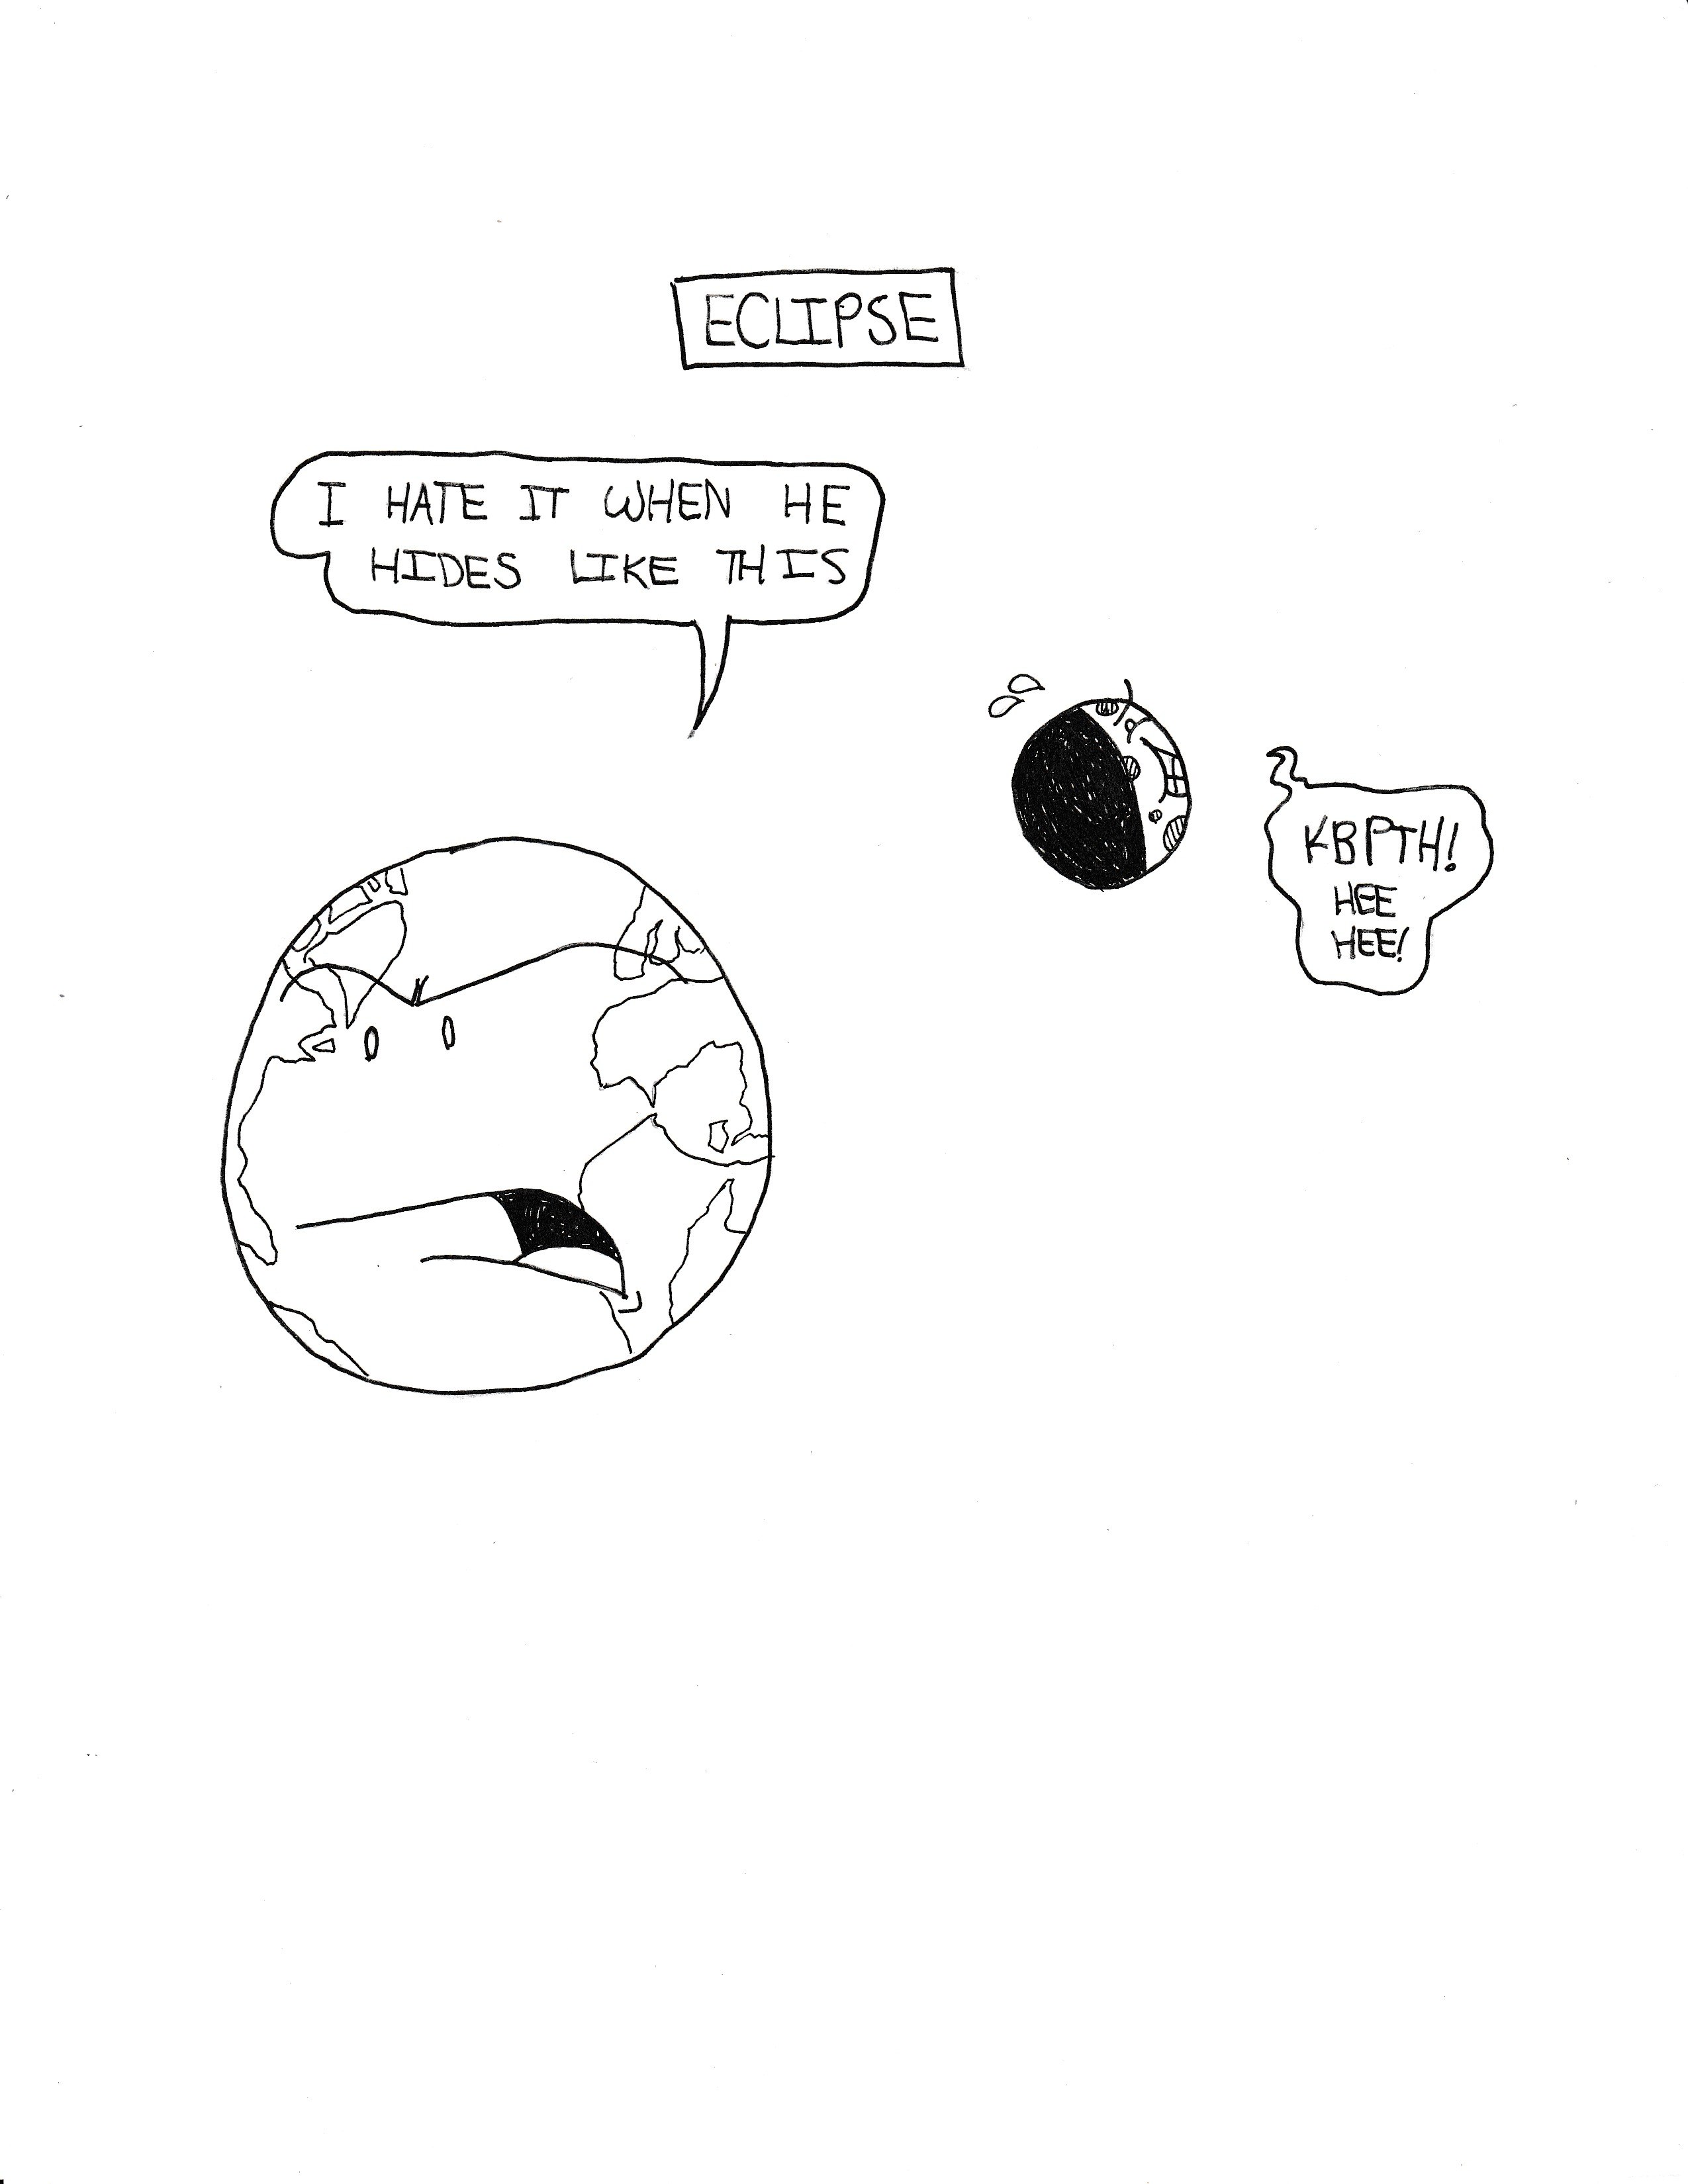 ECLIPSE
I HATE IT WHEN HE
HIDES LIKE THIS
KBPTH!
HEE
HEE!